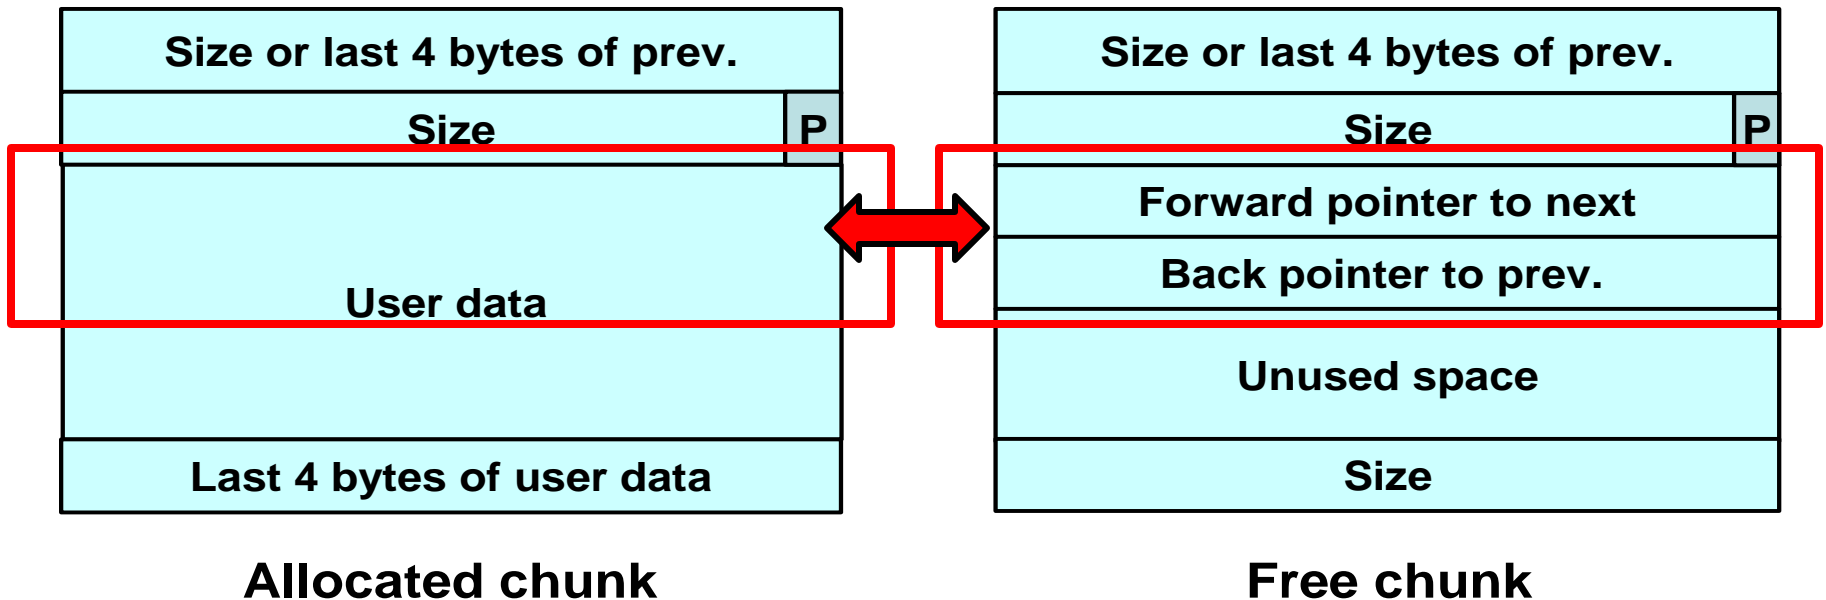 Size or last 4 bytes of prev.
Size
P
User data
Last 4 bytes of user data
Allocated chunk
Size or last 4 bytes of prev.
Size
P
Forward pointer to next
Back pointer to prev.
Unused space
Size
Free chunk